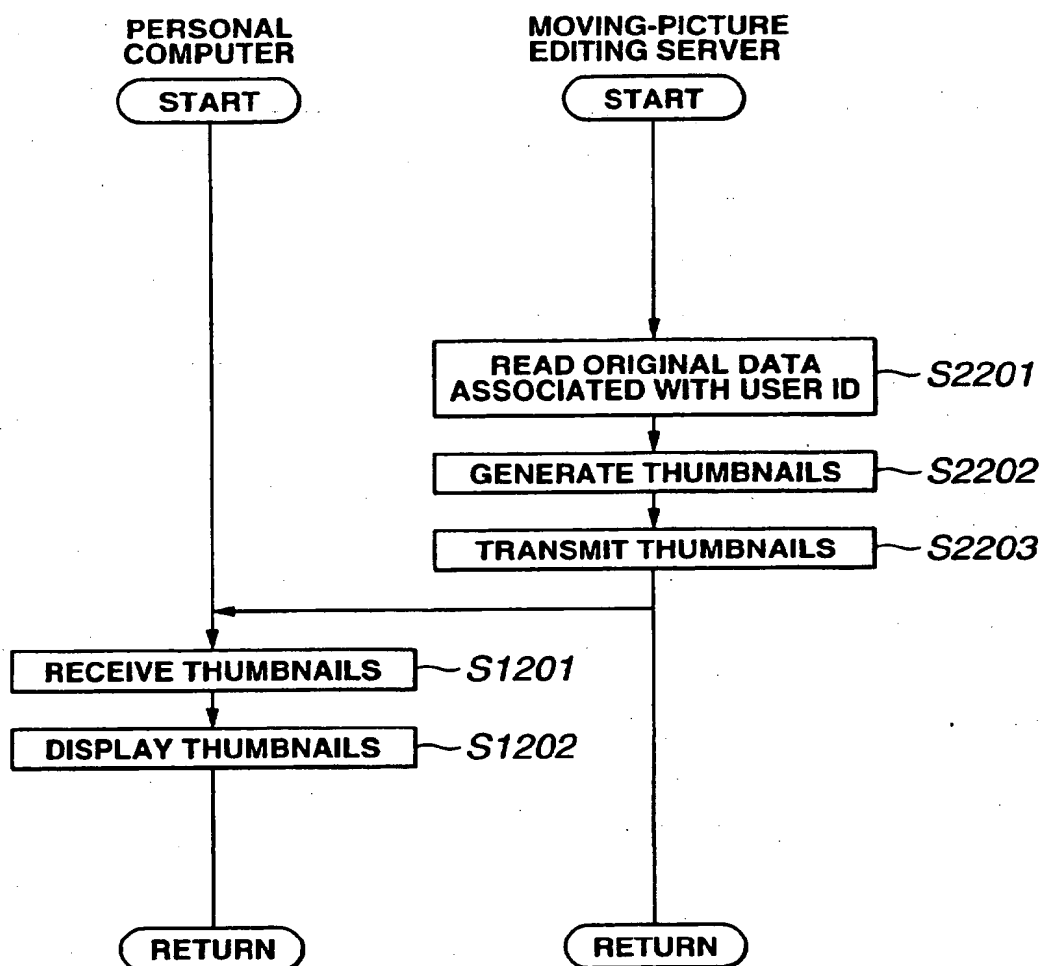 PERSONAL
COMPUTER
MOVING-PICTURE
EDITING SERVER
START
START
READ ORIGINAL DATA
ASSOCIATED WITH USER ID
S2201
GENERATE THUMBNAILS
S2202
TRANSMIT THUMBNAILS
S2203
RECEIVE THUMBNAILS
S1201
DISPLAY THUMBNAILS
S1202
RETURN
RETURN